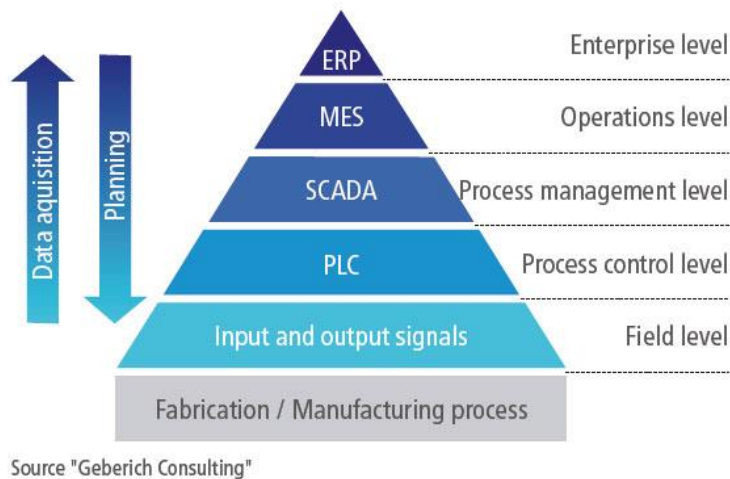 ERP
Enterprise level
MES
Operations level
SCADA
Process management level
PLC
Process control level
Input and output signals
Field level
Fabrication / Manufacturing process
Data aquisition
Planning
Source "Geberich Consulting"